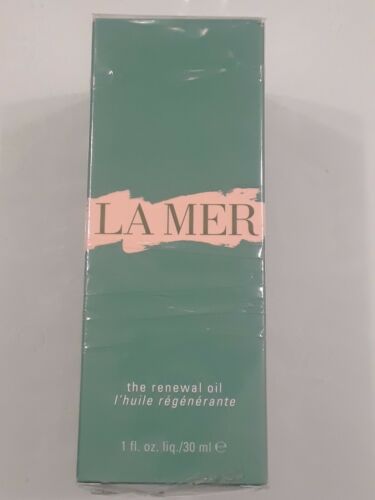 LA MER
the renewal oil
l'huile régénérante
1 fl. oz. liq./30 ml ℮